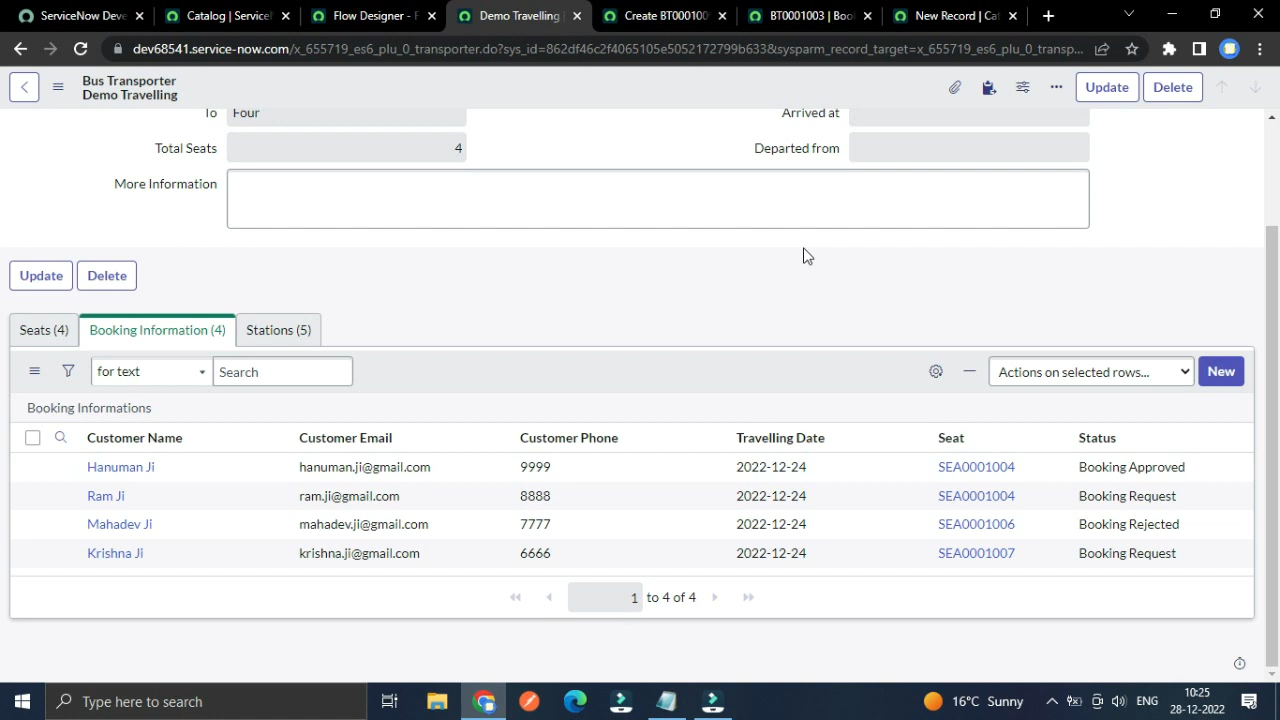 ServiceNow Deve
Catalog | Service
Flow Designer - F
Demo Travelling
Create BT000100
BT0001003 | Boo
New Record | Cat
dev68541.service-now.com/x_655719_es6_plu_0_transporter.do?sys_id=862df46c2f4065105e5052172799b633&sysparm_record_target=x_655719_es6_plu_0_transp...
Bus Transporter
Demo Travelling
Update
Delete
To
Four
Arrived at
Total Seats
4
Departed from
More Information
Update
Delete
Seats (4)
Booking Information (4)
Stations (5)
for text
Search
Actions on selected rows...
New
Booking Informations
Customer Name Customer Email Customer Phone Travelling Date Seat Status
Hanuman Ji hanuman.ji@gmail.com 9999 2022-12-24 SEA0001004 Booking Approved
Ram Ji ram.ji@gmail.com 8888 2022-12-24 SEA0001004 Booking Request
Mahadev Ji mahadev.ji@gmail.com 7777 2022-12-24 SEA0001006 Booking Rejected
Krishna Ji krishna.ji@gmail.com 6666 2022-12-24 SEA0001007 Booking Request
1 to 4 of 4
Type here to search
16°C Sunny
ENG
10:25
28-12-2022